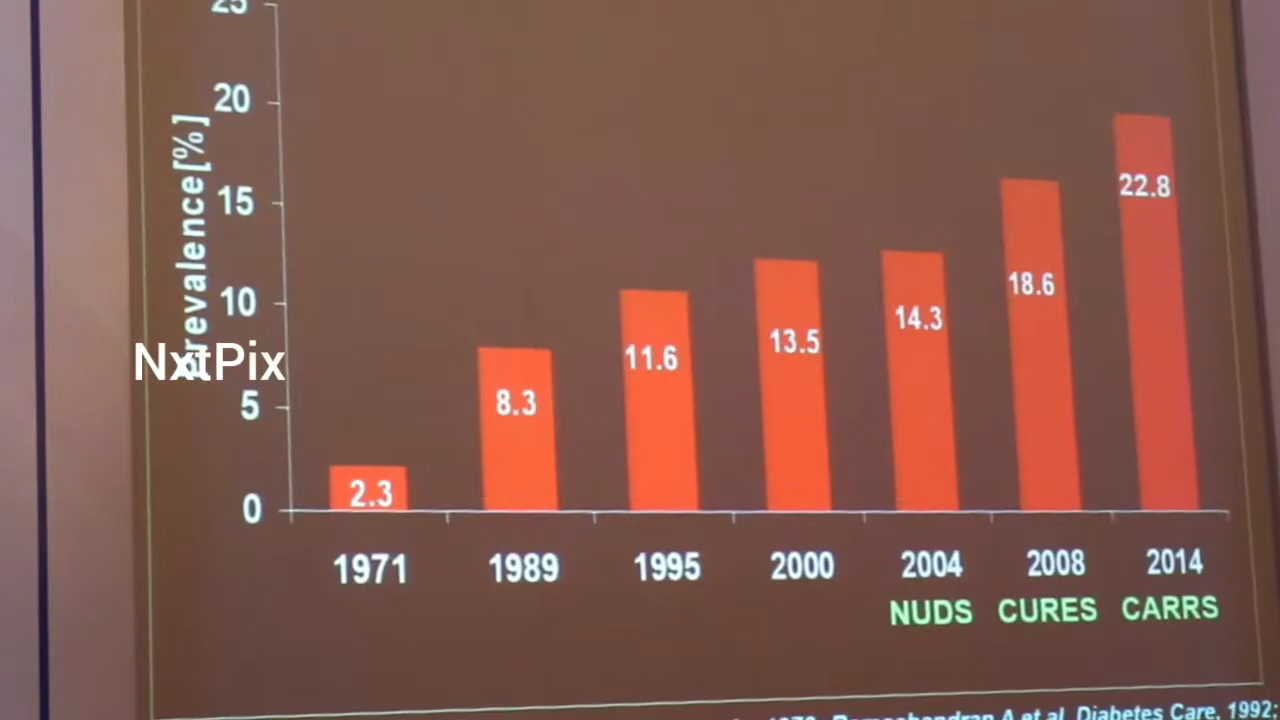 25
20
15
10
5
0
Prevalence[%]
NxtPix
2.3
8.3
11.6
13.5
14.3
18.6
22.8
1971 1989 1995 2000 2004 2008 2014
NUDS CURES CARRS
A et al, Diabetes Care, 1992;